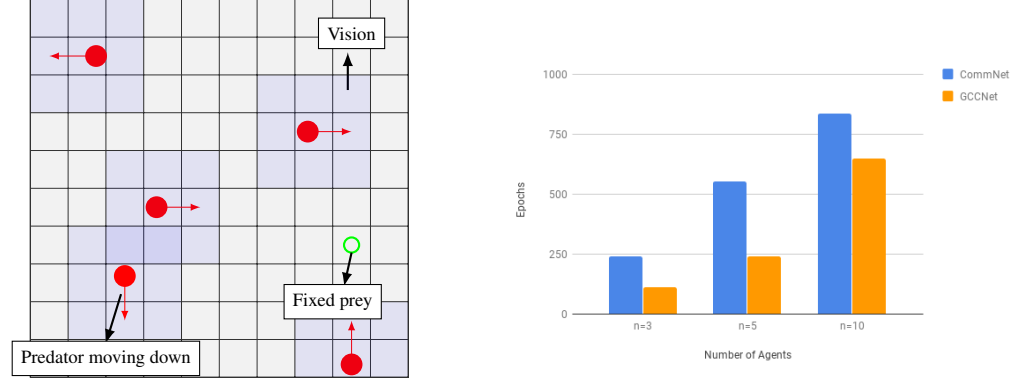 Vision
Fixed prey
Predator moving down
CommNet
GCCNet
1000
750
500
250
0
Epochs
n=3
n=5
n=10
Number of Agents